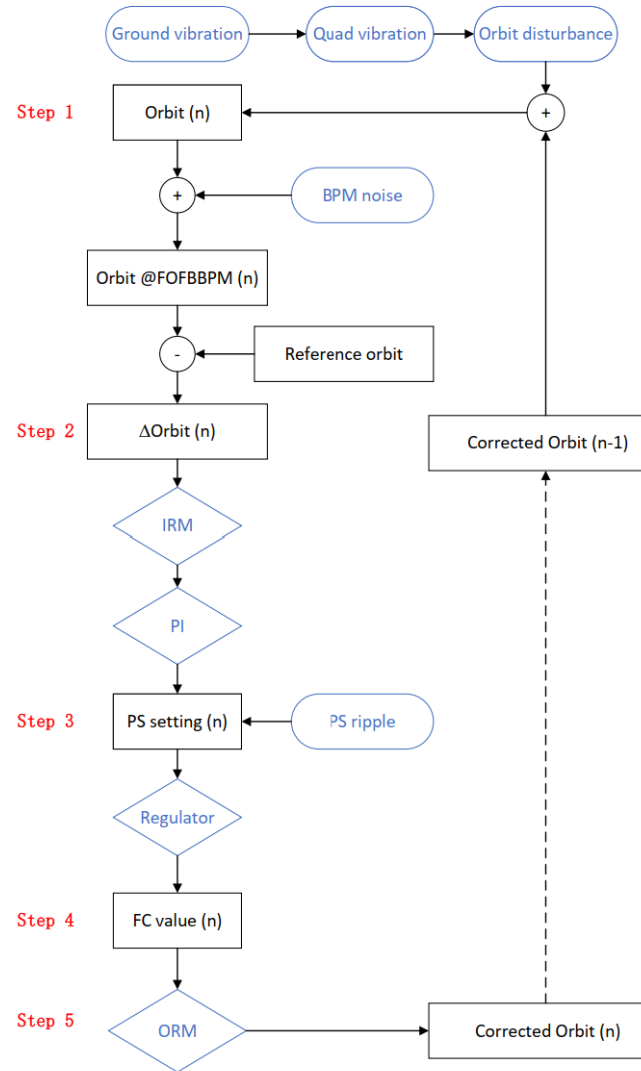 Ground vibration
Quad vibration
Orbit disturbance
Step 1
Orbit (n)
+
+
BPM noise
Orbit @FOFBBPM (n)
-
Reference orbit
Step 2
ΔOrbit (n)
Corrected Orbit (n-1)
IRM
PI
Step 3
PS setting (n)
PS ripple
Regulator
Step 4
FC value (n)
Step 5
ORM
Corrected Orbit (n)